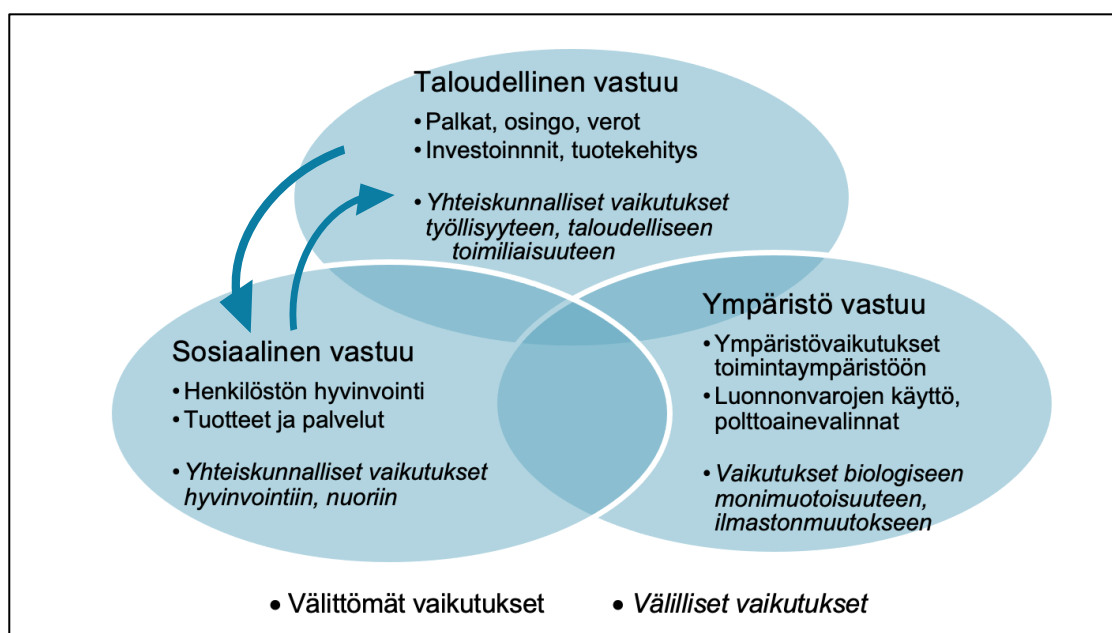 Taloudellinen vastuu
• Palkat, osingo, verot
• Investoinnnit, tuotekehitys
• Yhteiskunnalliset vaikutukset
työllisyyteen, taloudelliseen
toimiliaisuuteen
Sosiaalinen vastuu
• Henkilöstön hyvinvointi
• Tuotteet ja palvelut
• Yhteiskunnalliset vaikutukset
hyvinvointiin, nuoriin
Ympäristö vastuu
• Ympäristövaikutukset
toimintaympäristöön
• Luonnonvarojen käyttö,
polttoainevalinnat
• Vaikutukset biologiseen
monimuotoisuuteen,
ilmastonmuutokseen
• Välittömät vaikutukset
• Välilliset vaikutukset